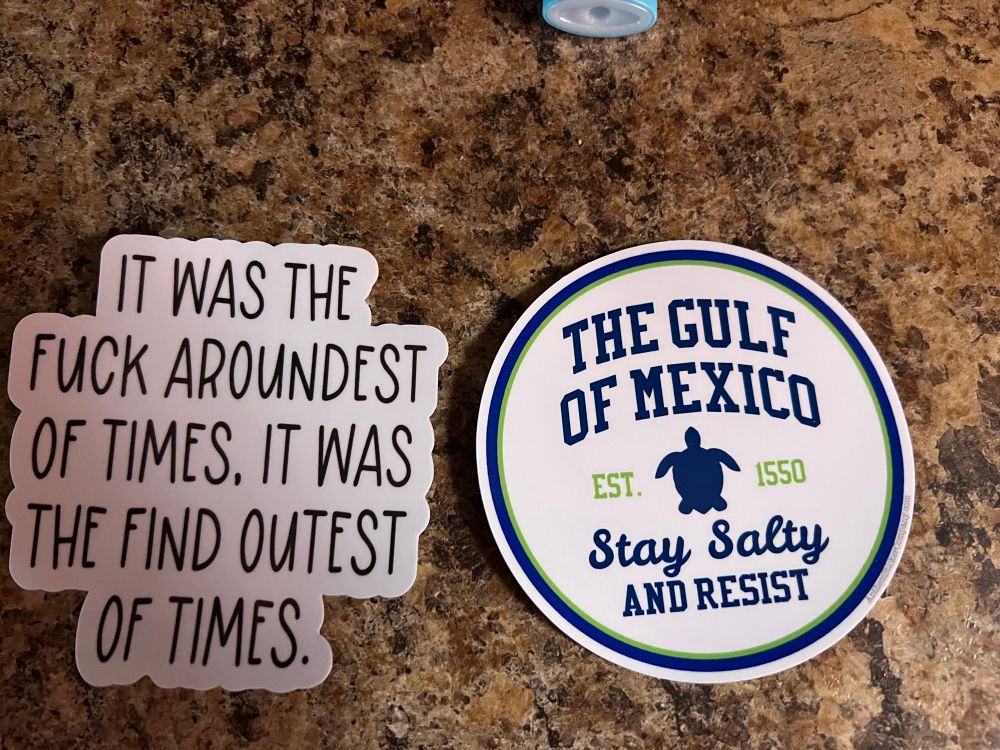 IT WAS THE
FUCK AROUNDEST
OF TIMES, IT WAS
THE FIND OUTEST
OF TIMES.
THE GULF
OF MEXICO
EST. 1550
Stay Salty
AND RESIST